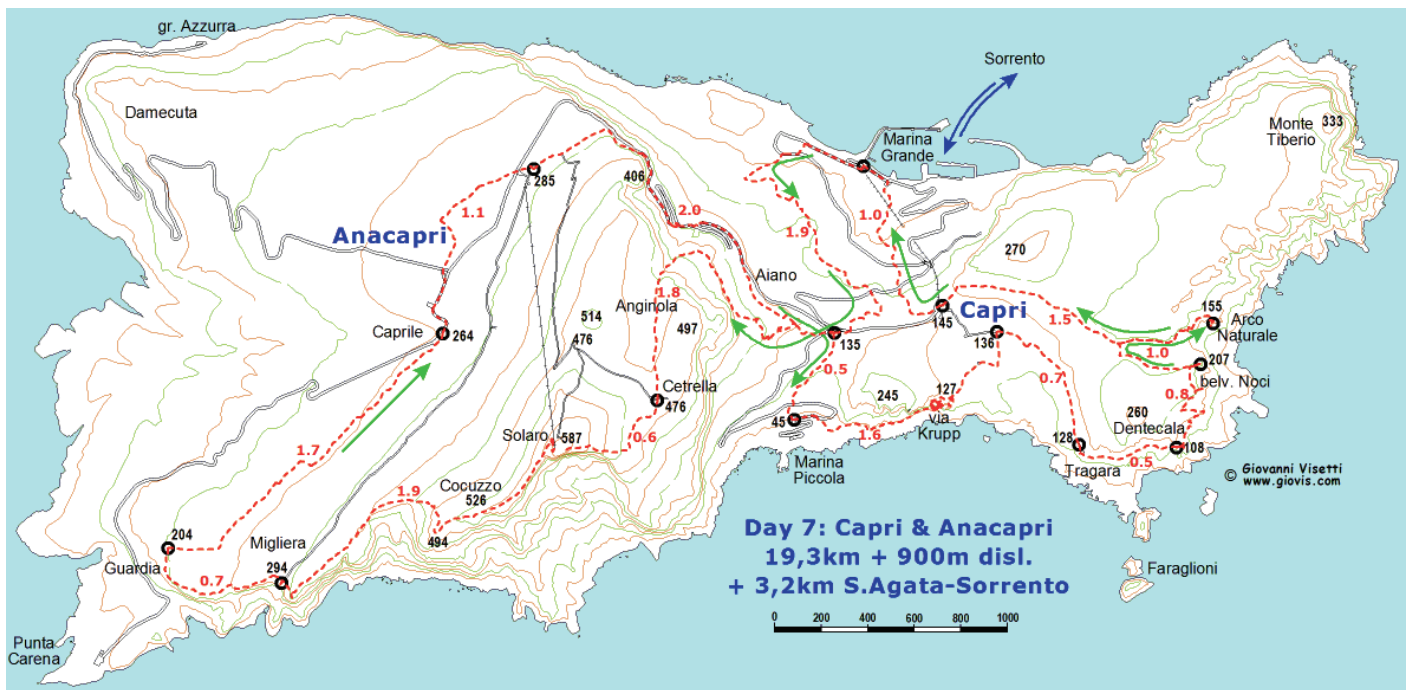 gr. Azzurra
Sorrento
Damecuta
Marina
Grande
Monte
Tiberio
333
285
406
1.1
2.0
1.0
1.9
Anacapri
270
Aiano
1.8
Anginola
514
497
Caprile
264
476
135
145
Capri
136
1.5
155
Arco
Naturale
1.0
207
belv. Noci
0.5
0.7
0.8
Cetrella
476
245
127
via
Krupp
260
Dentecala
108
45
1.6
Marina
Piccola
Solaro
587
0.6
1.7
128
Tragara
0.5
© Giovanni Visetti
www.giovis.com
Cocuzzo
526
1.9
494
204
Guardia
Migliera
294
0.7
Day 7: Capri & Anacapri
19,3km + 900m disl.
+ 3,2km S.Agata-Sorrento
0 200 400 600 800 1000
Faraglioni
Punta
Carena